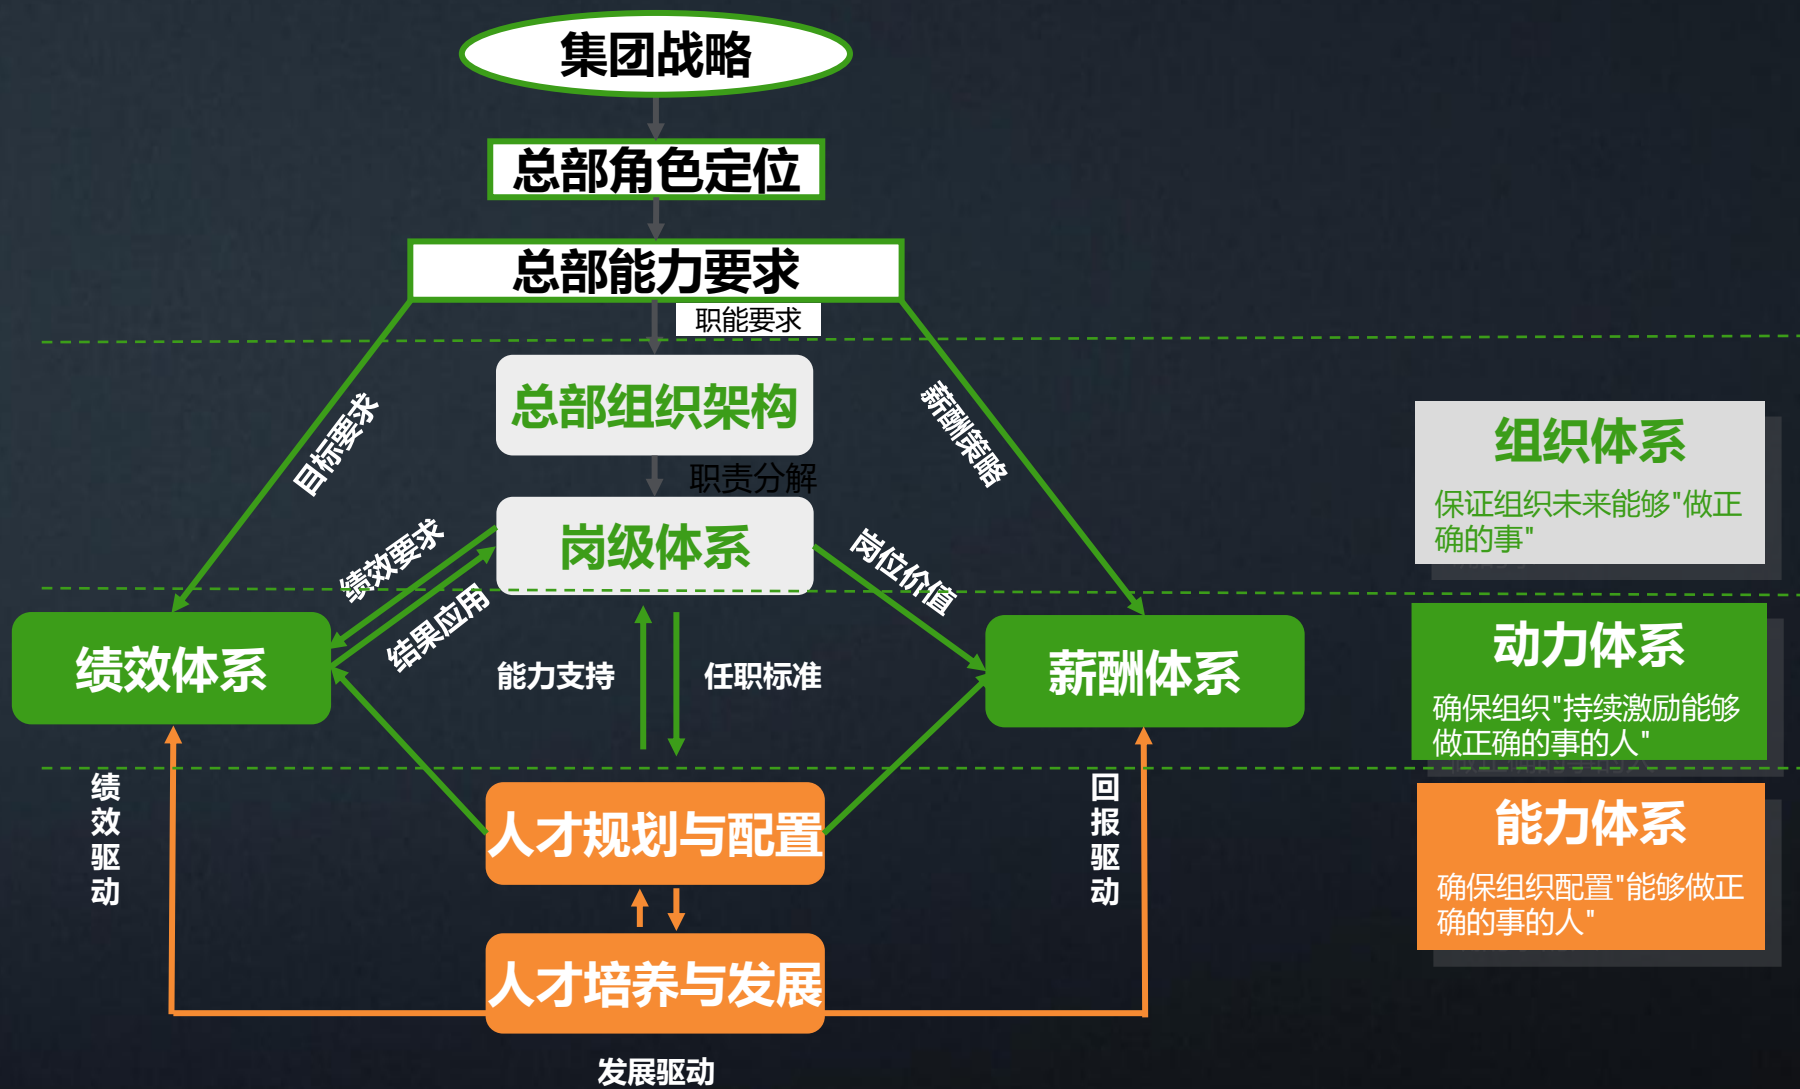 集团战略
总部角色定位
总部能力要求
职能要求
总部组织架构
目标要求
薪酬策略
职责分解
岗级体系
绩效要求
结果应用
岗位价值
绩效体系
能力支持
任职标准
薪酬体系
绩效驱动
回报驱动
人才规划与配置
人才培养与发展
发展驱动
组织体系
保证组织未来能够"做正
确的事"
动力体系
确保组织"持续激励能够
做正确的事的人"
能力体系
确保组织配置"能够做正
确的事的人"